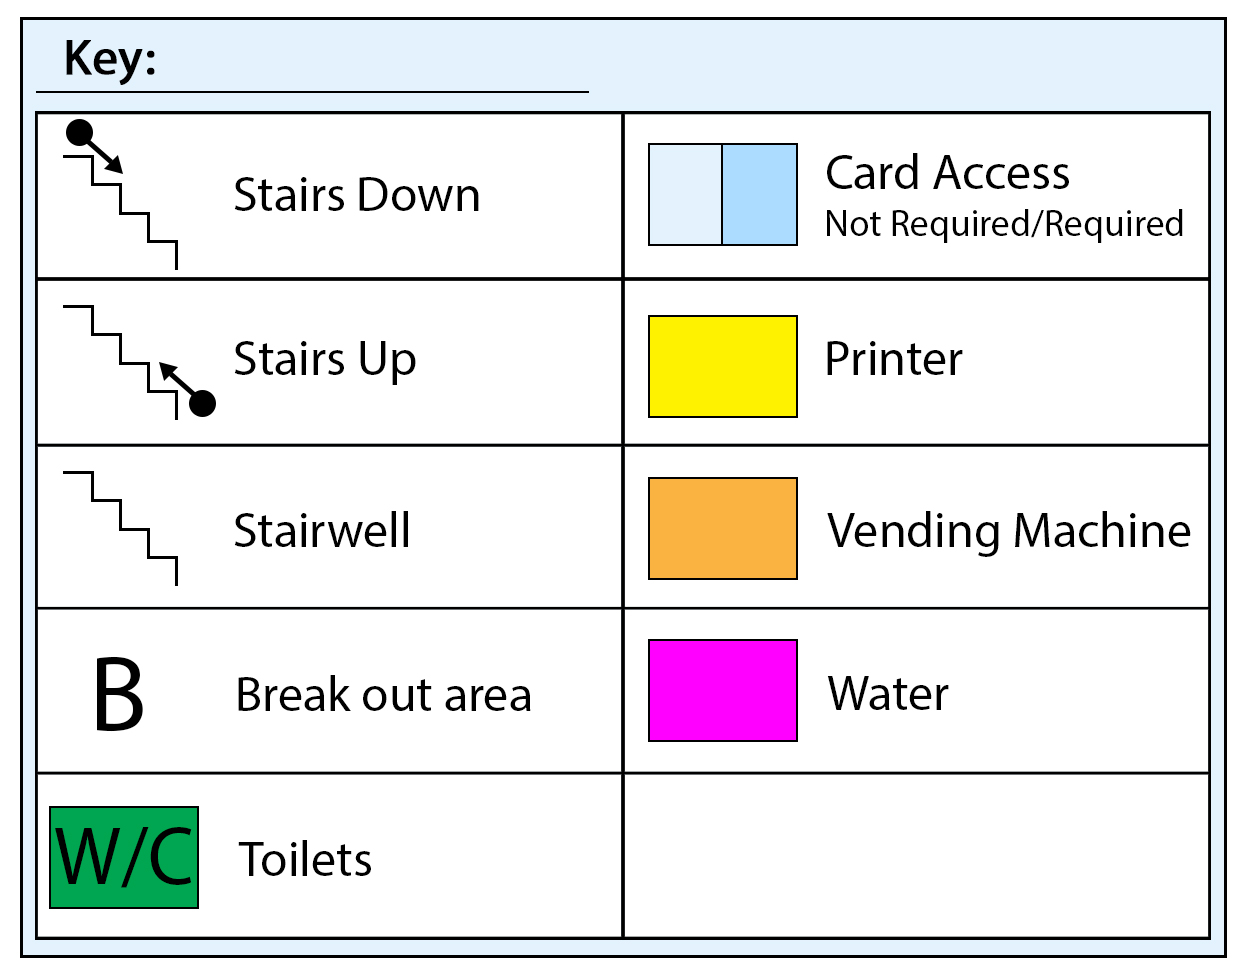 Key:
Stairs Down
Card Access
Not Required/Required
Stairs Up
Printer
Stairwell
Vending Machine
B
Break out area
Water
W/C
Toilets